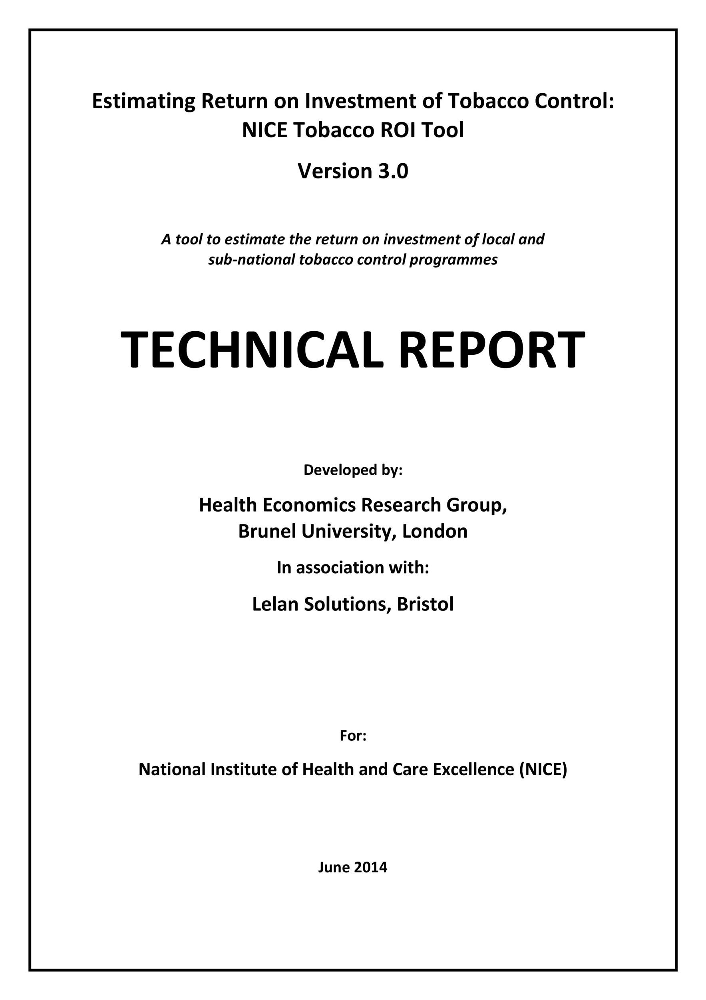 Estimating Return on Investment of Tobacco Control:
NICE Tobacco ROI Tool
Version 3.0
A tool to estimate the return on investment of local and
sub-national tobacco control programmes
TECHNICAL REPORT
Developed by:
Health Economics Research Group,
Brunel University, London
In association with:
Lelan Solutions, Bristol
For:
National Institute of Health and Care Excellence (NICE)
June 2014